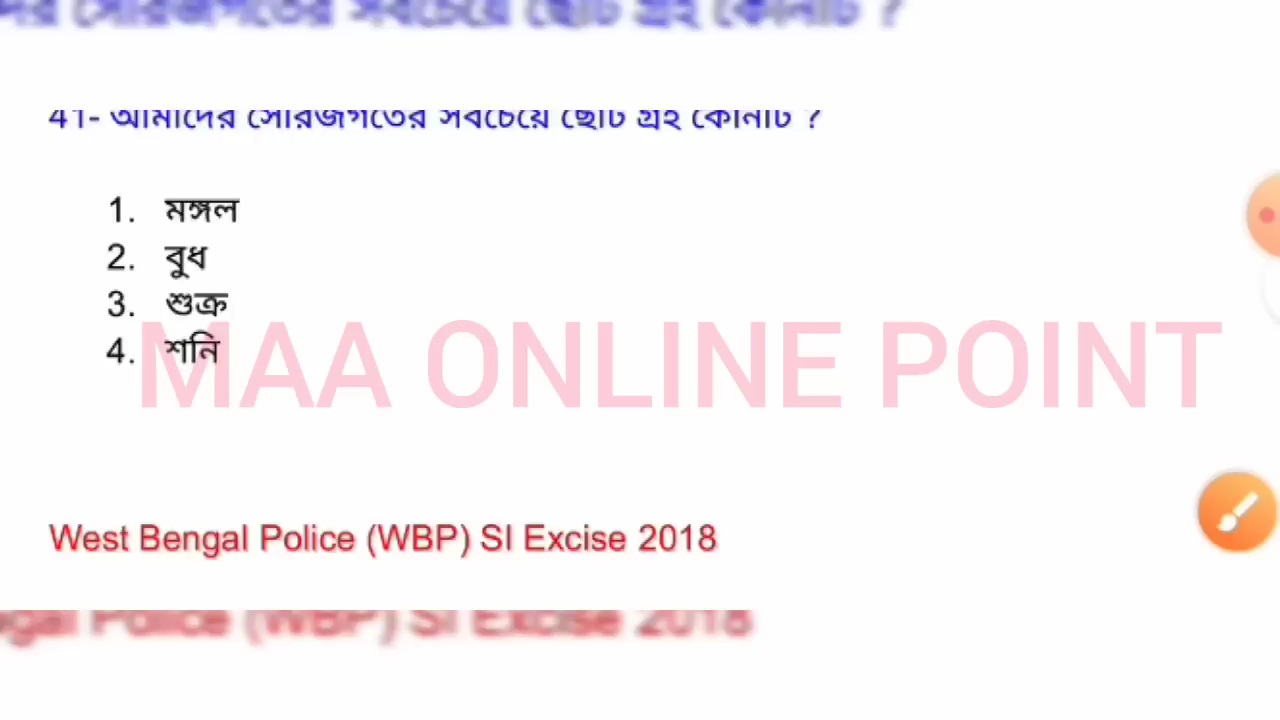 41- আমাদের সৌরজগতের সবচেয়ে ছোট গ্রহ কোনটি ?
1. মঙ্গল
2. বুধ
3. শুক্র
4. শনি
MAA ONLINE POINT
West Bengal Police (WBP) SI Excise 2018